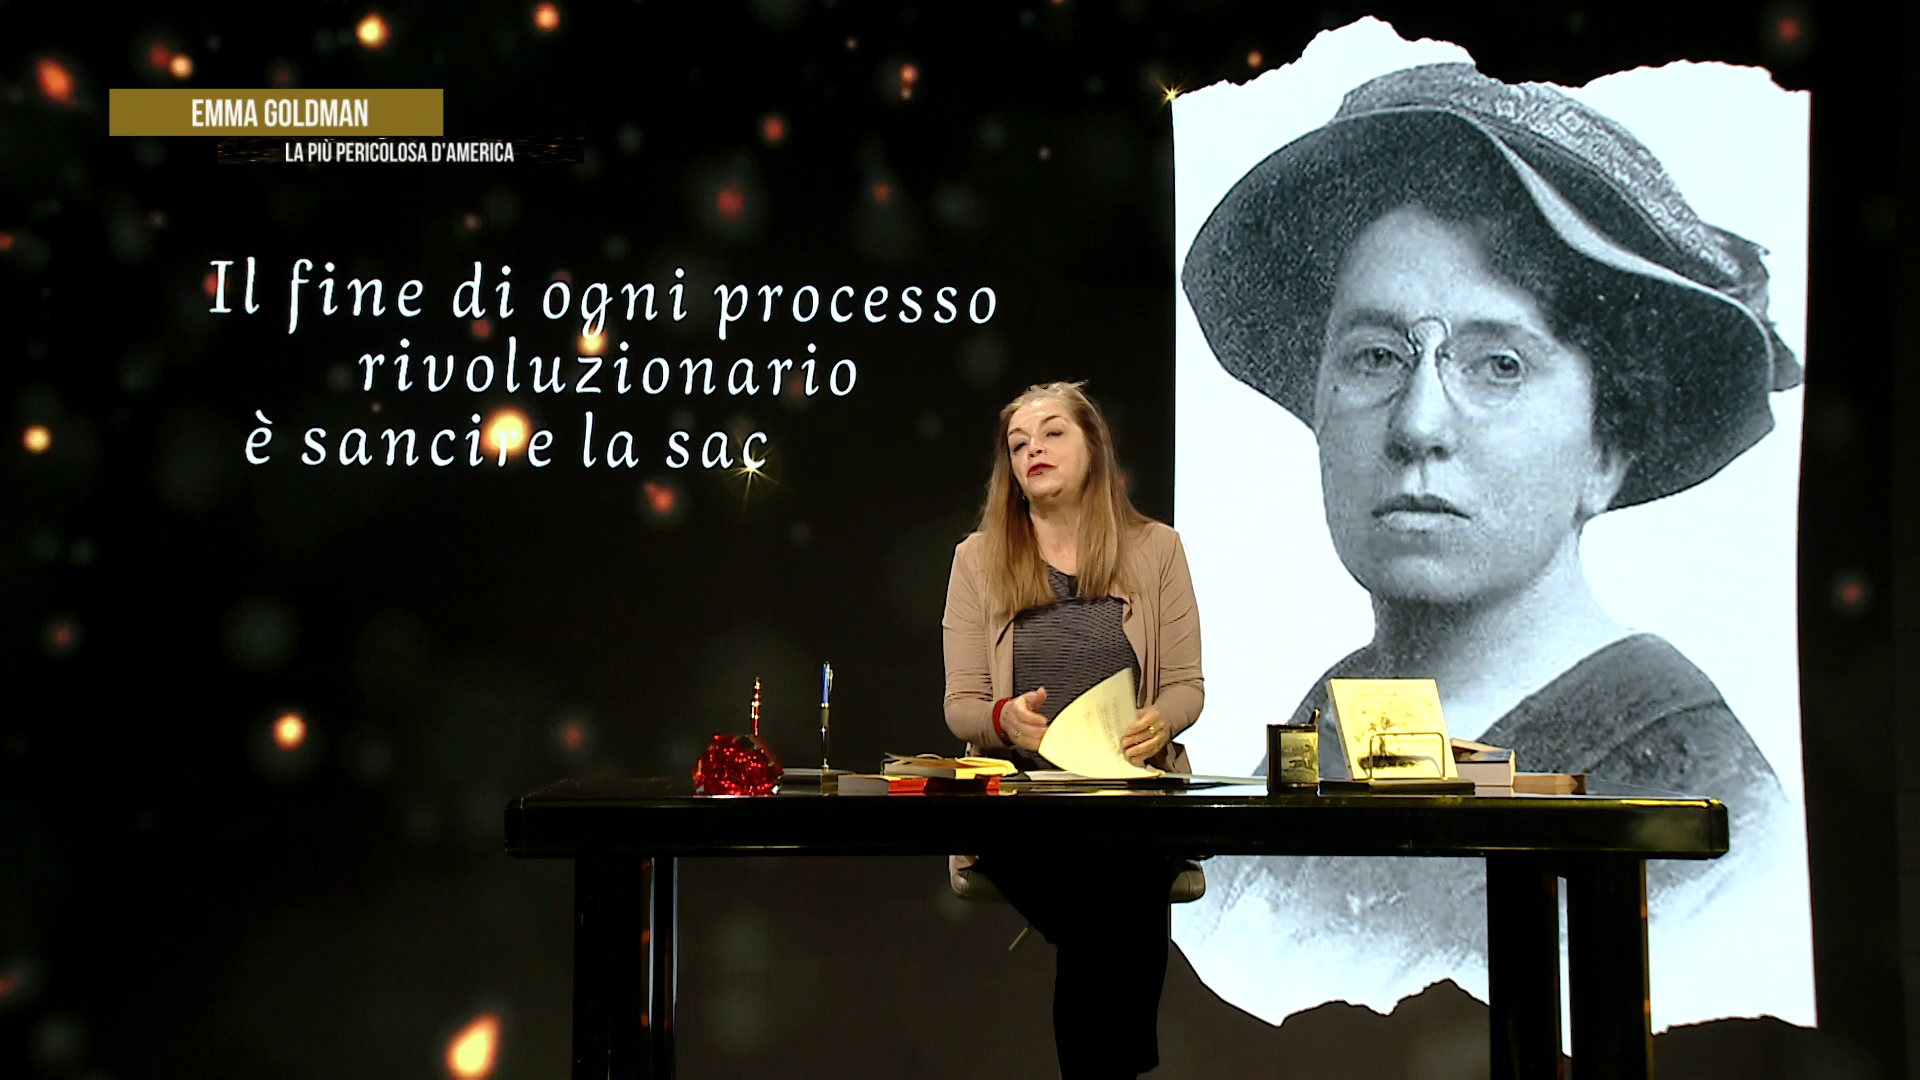 EMMA GOLDMAN
LA PIÙ PERICOLOSA D'AMERICA
Il fine di ogni processo
rivoluzionario
è sancire la sac